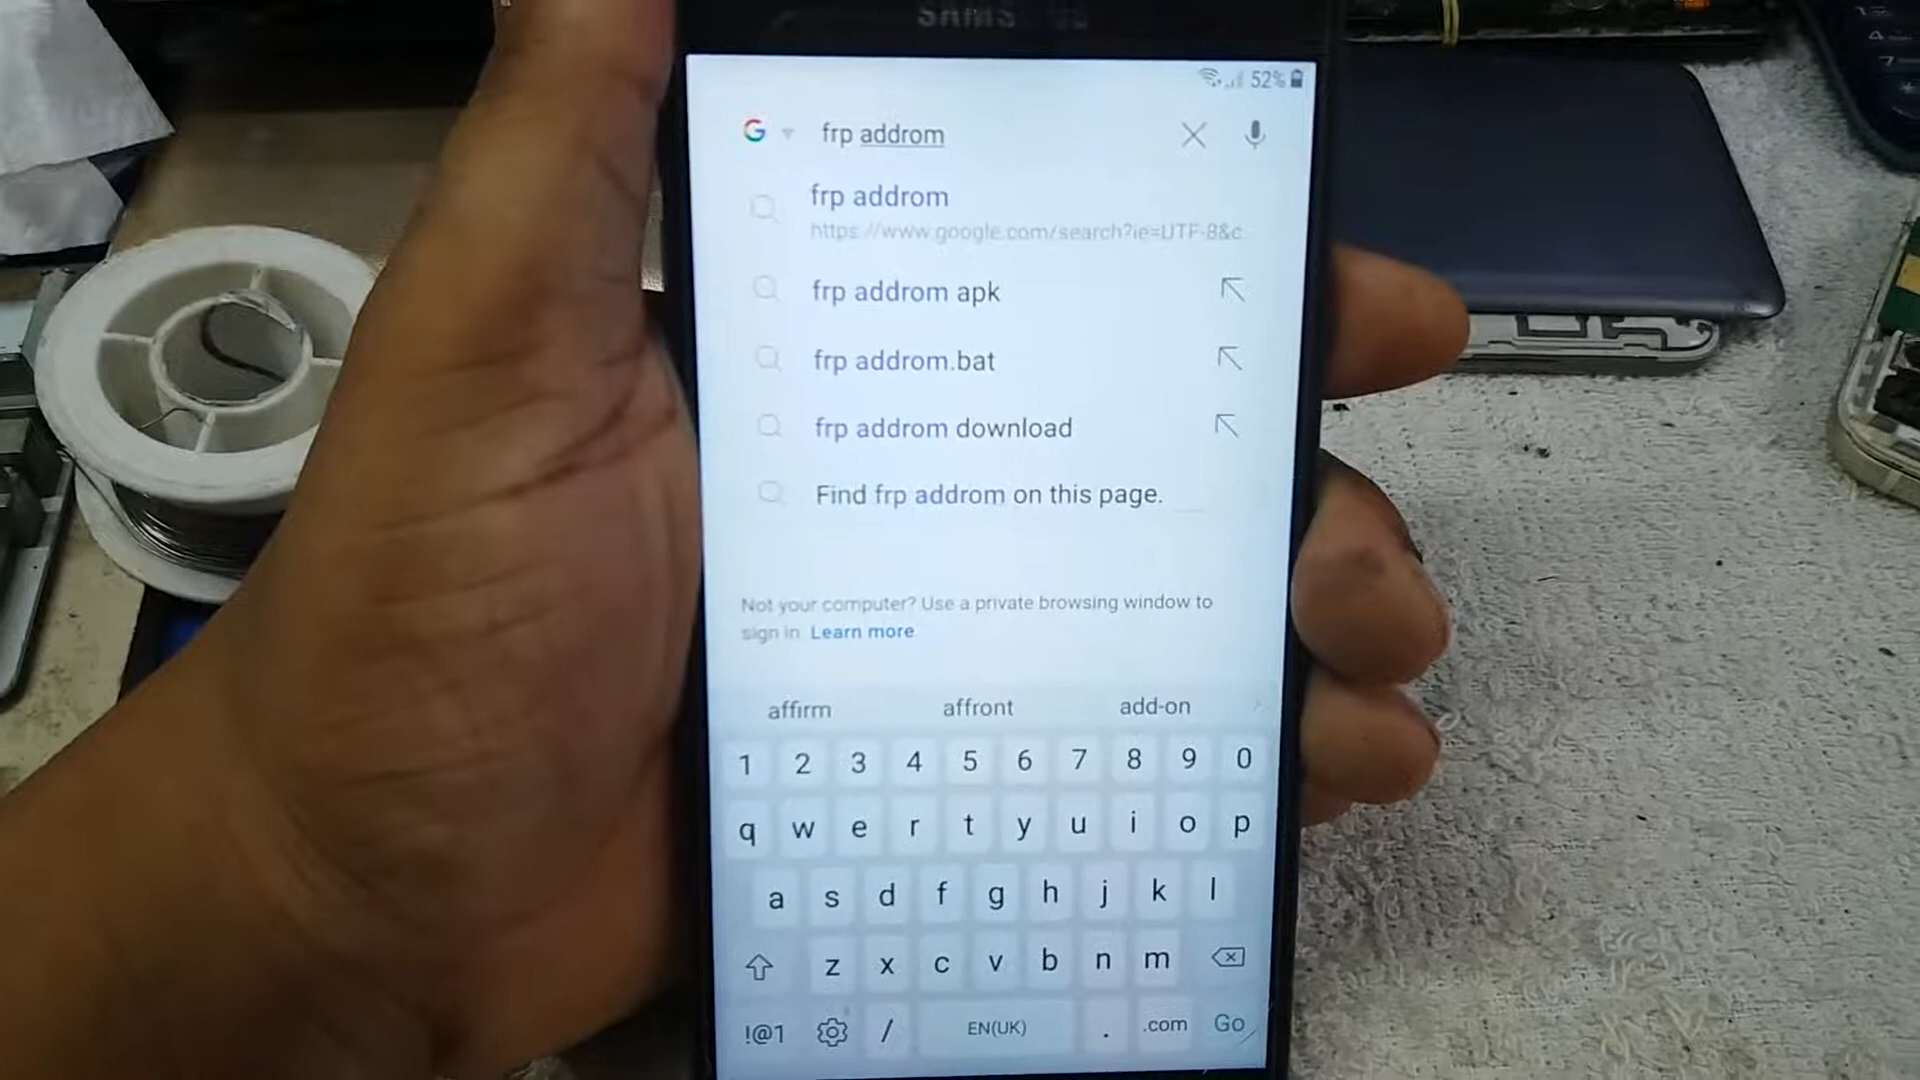 SAMS
52%
frp addrom
frp addrom
https://www.google.com/search?ie=UTF-8&c
frp addrom apk
frp addrom.bat
frp addrom download
Find frp addrom on this page.
Not your computer? Use a private browsing window to
sign in. Learn more
affirm affront add-on
1 2 3 4 5 6 7 8 9 0
q w e r t y u i o p
a s d f g h j k l
z x c v b n m
!@1 / EN(UK) . .com Go